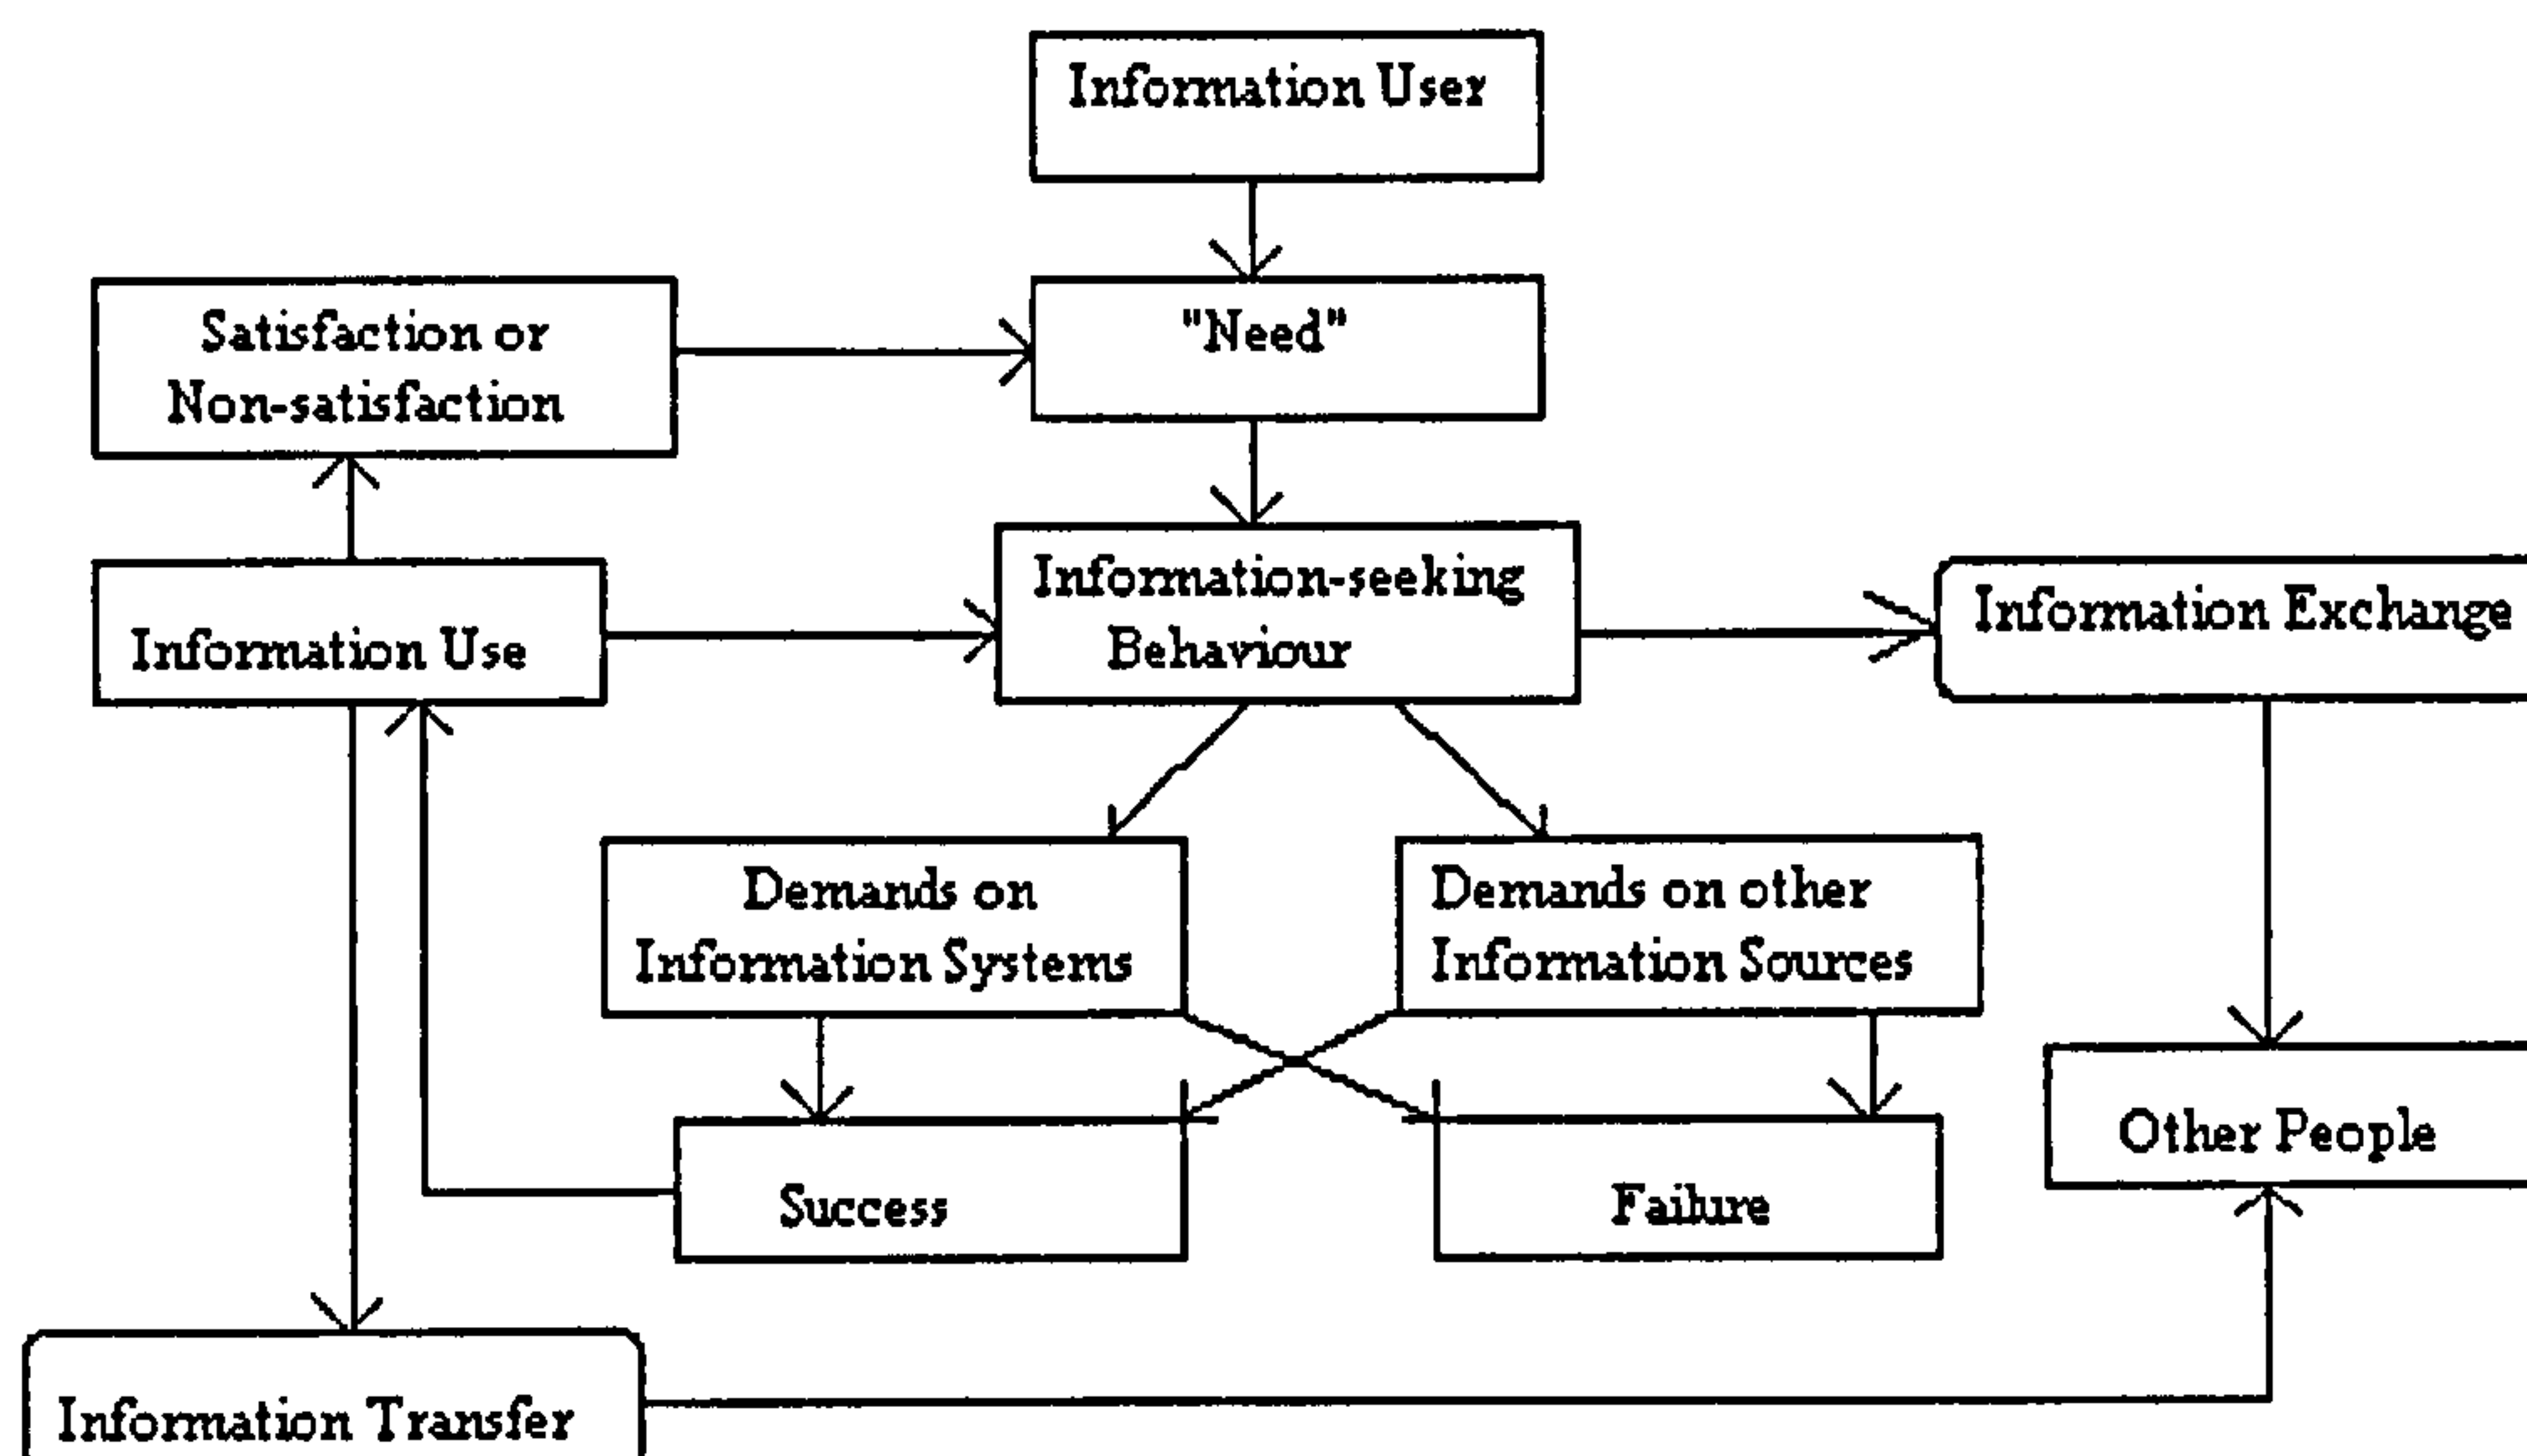 Information User
"Need"
Satisfaction or
Non-satisfaction
Information-seeking
Behaviour
Information Use
Information Exchange
Demands on
Information Systems
Demands on other
Information Sources
Other People
Success
Failure
Information Transfer